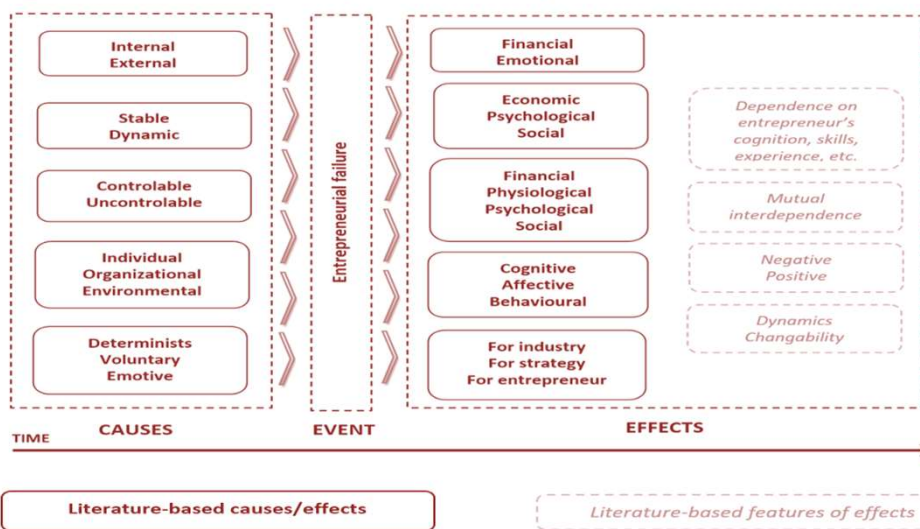 Internal
External
Stable
Dynamic
Controlable
Uncontrolable
Individual
Organizational
Environmental
Determinists
Voluntary
Emotive
Entrepreneurial failure
Financial
Emotional
Economic
Psychological
Social
Financial
Physiological
Psychological
Social
Cognitive
Affective
Behavioural
For industry
For strategy
For entrepreneur
Dependence on
entrepreneur's
cognition, skills,
experience, etc.
Mutual
interdependence
Negative
Positive
Dynamics
Changability
CAUSES
EVENT
EFFECTS
TIME
Literature-based causes/effects
Literature-based features of effects